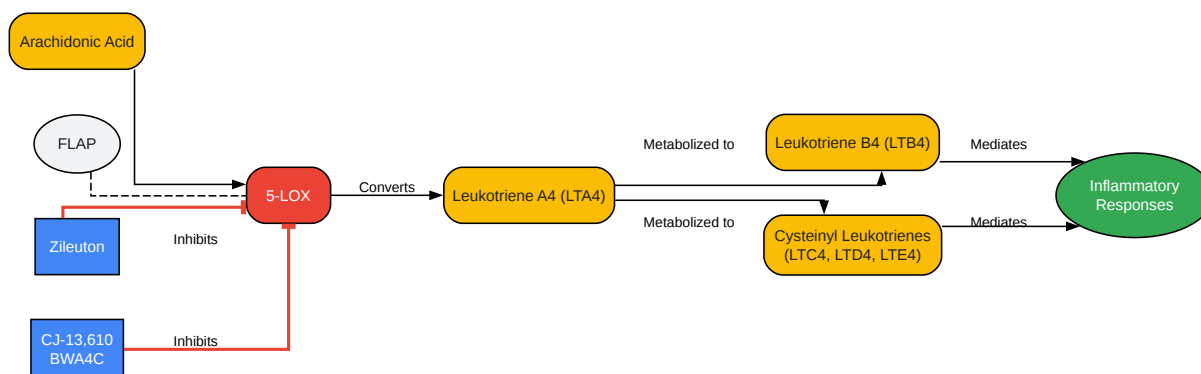 Arachidonic Acid
FLAP
5-LOX
Zileuton
Inhibits
CJ-13,610
BWA4C
Inhibits
Converts
Leukotriene A4 (LTA4)
Metabolized to
Metabolized to
Leukotriene B4 (LTB4)
Cysteinyl Leukotrienes
(LTC4, LTD4, LTE4)
Mediates
Mediates
Inflammatory
Responses